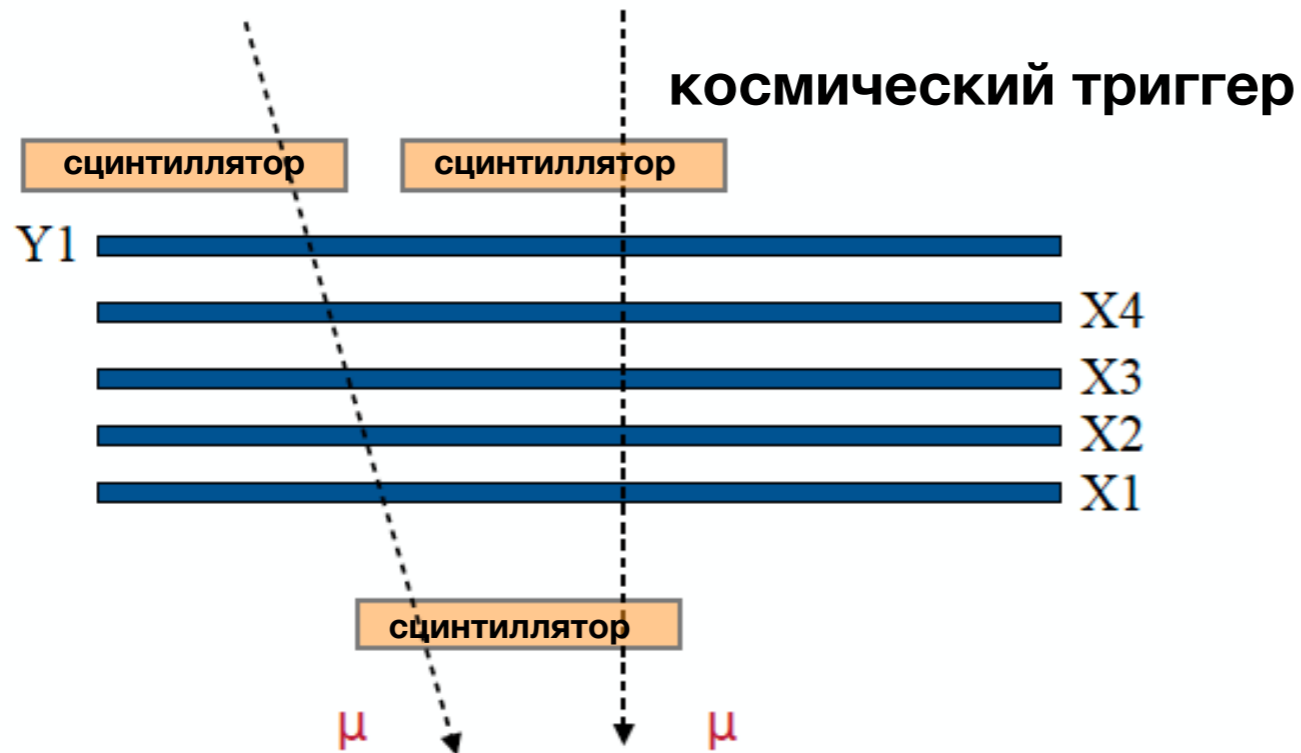 космический триггер
сцинтиллятор сцинтиллятор
Y1
X4
X3
X2
X1
сцинтиллятор
μ μ